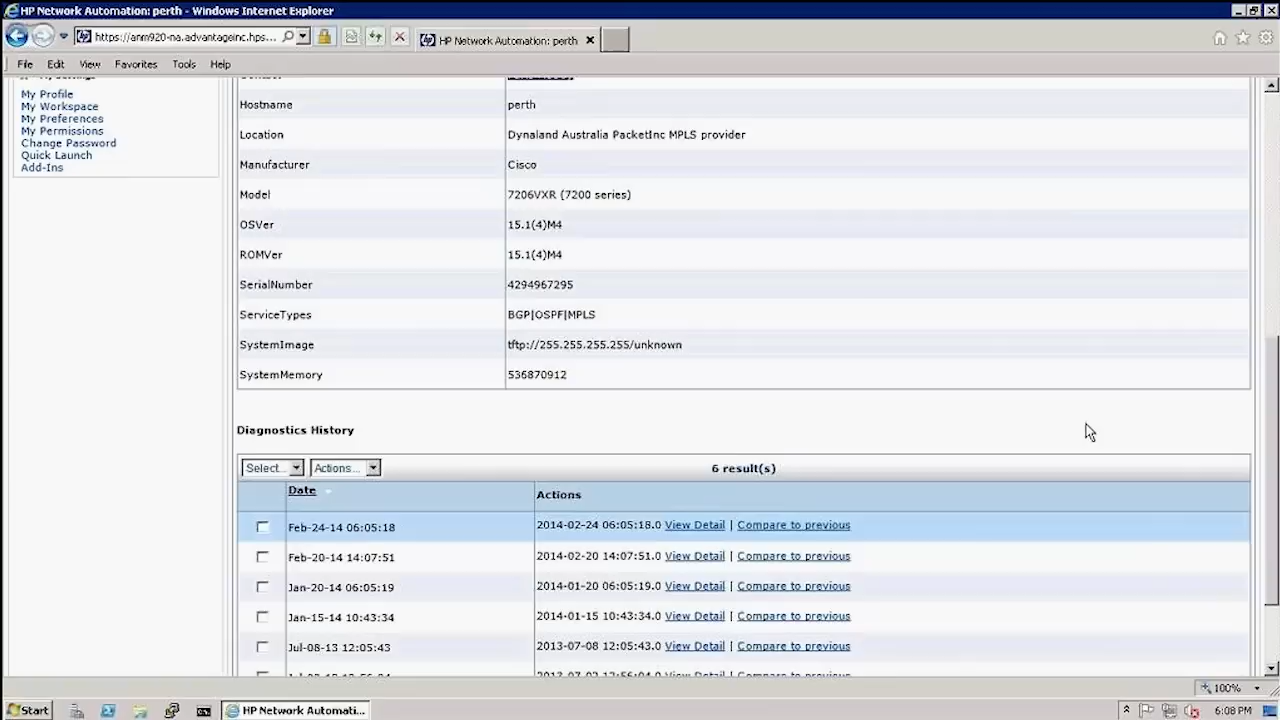 HP Network Automation: perth - Windows Internet Explorer
https://anm920-na.advantageinc.hps...
HP Network Automation: perth
File Edit View Favorites Tools Help
My Profile
My Workspace
My Preferences
My Permissions
Change Password
Quick Launch
Add-Ins
Hostname perth
Location Dynaland Australia PacketInc MPLS provider
Manufacturer Cisco
Model 7206VXR (7200 series)
OSVer 15.1(4)M4
ROMVer 15.1(4)M4
SerialNumber 4294967295
ServiceTypes BGP|OSPF|MPLS
SystemImage tftp://255.255.255.255/unknown
SystemMemory 536870912
Diagnostics History
Select... Actions... 6 result(s)
Date Actions
Feb-24-14 06:05:18 2014-02-24 06:05:18.0 View Detail | Compare to previous
Feb-20-14 14:07:51 2014-02-20 14:07:51.0 View Detail | Compare to previous
Jan-20-14 06:05:19 2014-01-20 06:05:19.0 View Detail | Compare to previous
Jan-15-14 10:43:34 2014-01-15 10:43:34.0 View Detail | Compare to previous
Jul-08-13 12:05:43 2013-07-08 12:05:43.0 View Detail | Compare to previous
100%
Start HP Network Automati... 6:08 PM